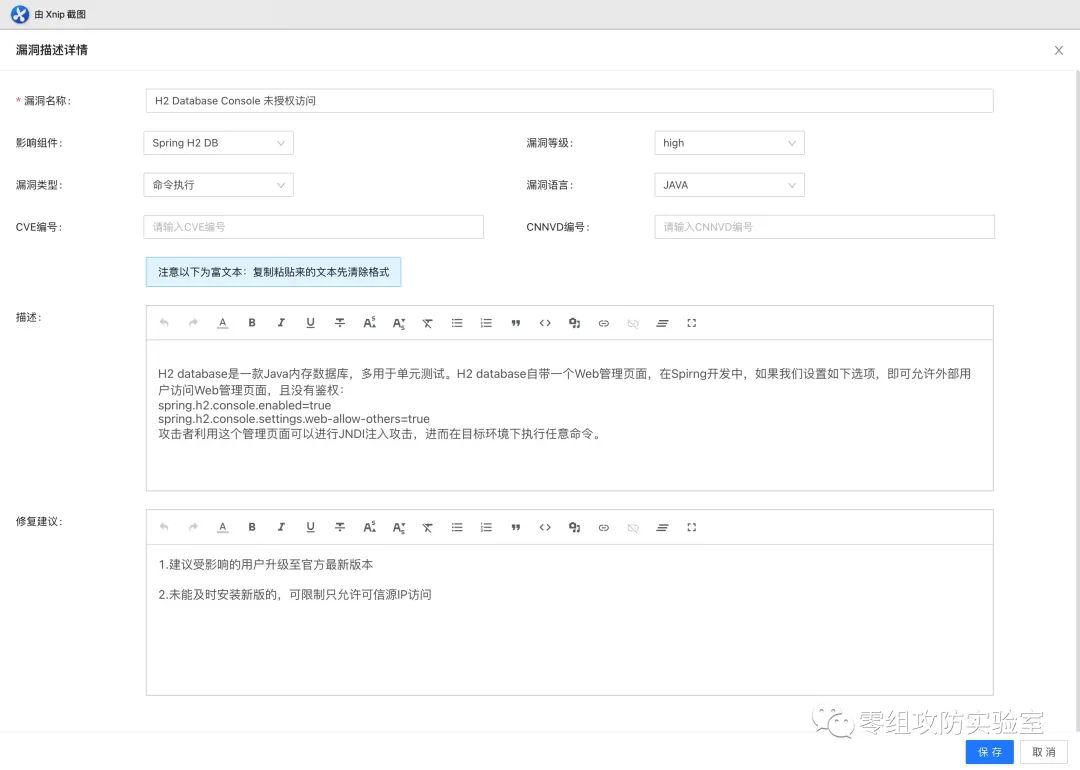 由 Xnip 截图
漏洞描述详情
* 漏洞名称:
H2 Database Console 未授权访问
影响组件:
Spring H2 DB
漏洞等级:
high
漏洞类型:
命令执行
漏洞语言:
JAVA
CVE编号:
请输入CVE编号
CNNVD编号:
请输入CNNVD编号
注意以下为富文本：复制粘贴来的文本先清除格式
描述:
H2 database是一款Java内存数据库，多用于单元测试。H2 database自带一个Web管理页面，在Spirng开发中，如果我们设置如下选项，即可允许外部用
户访问Web管理页面，且没有鉴权：
spring.h2.console.enabled=true
spring.h2.console.settings.web-allow-others=true
攻击者利用这个管理页面可以进行JNDI注入攻击，进而在目标环境下执行任意命令。
修复建议:
1.建议受影响的用户升级至官方最新版本
2.未能及时安装新版的，可限制只允许可信源IP访问
零组攻防实验室
保 存
取 消